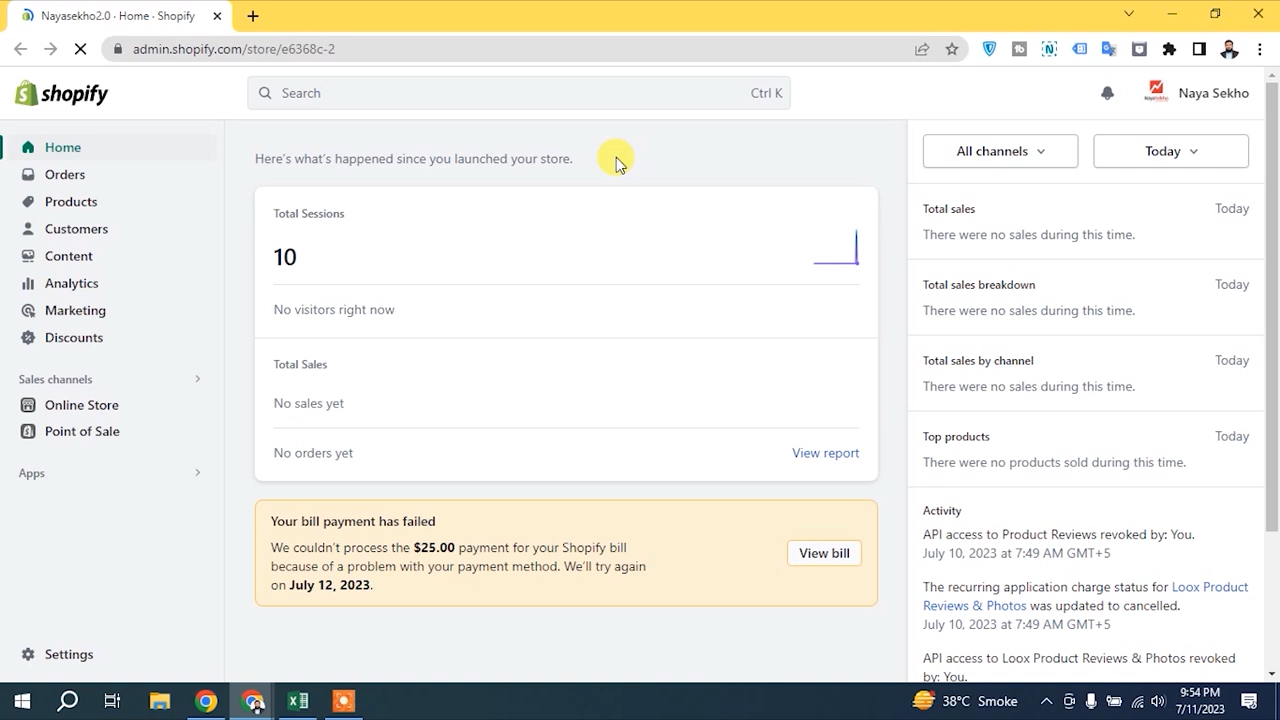 Nayasekho2.0 · Home · Shopify
admin.shopify.com/store/e6368c-2
shopify
Search
Ctrl K
NayaSekho
Naya Sekho
Home
Orders
Products
Customers
Content
Analytics
Marketing
Discounts
Sales channels
Online Store
Point of Sale
Apps
Settings
Here's what's happened since you launched your store.
Total Sessions
10
No visitors right now
Total Sales
No sales yet
No orders yet
View report
Your bill payment has failed
We couldn't process the $25.00 payment for your Shopify bill
because of a problem with your payment method. We'll try again
on July 12, 2023.
View bill
All channels
Today
Total sales
Today
There were no sales during this time.
Total sales breakdown
Today
There were no sales during this time.
Total sales by channel
Today
There were no sales during this time.
Top products
Today
There were no products sold during this time.
Activity
API access to Product Reviews revoked by: You.
July 10, 2023 at 7:49 AM GMT+5
The recurring application charge status for Loox Product
Reviews & Photos was updated to cancelled.
July 10, 2023 at 7:49 AM GMT+5
API access to Loox Product Reviews & Photos revoked
by: You.
38°C Smoke
9:54 PM
7/11/2023